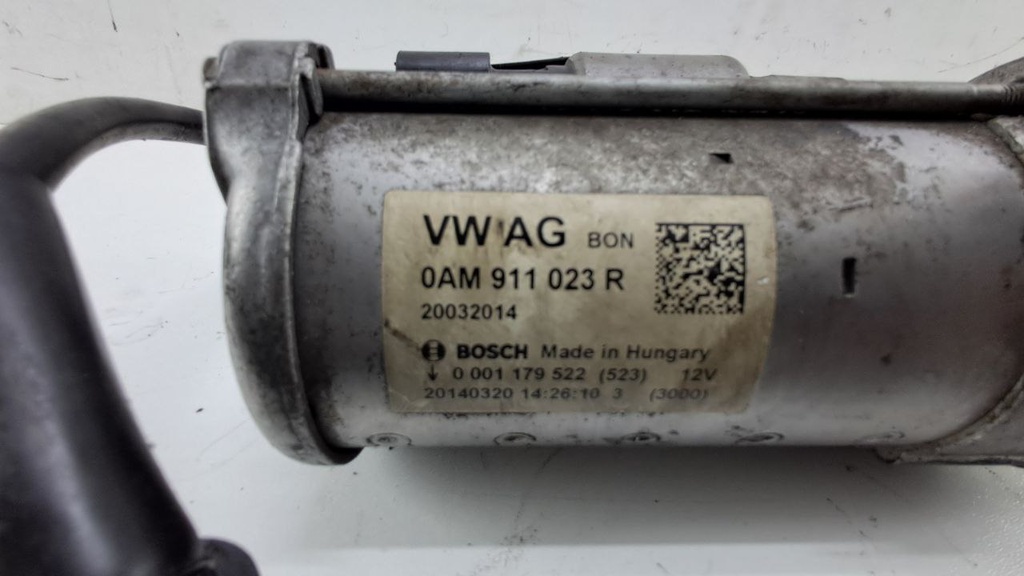 VW AG BON
0AM 911 023 R
20032014
BOSCH Made in Hungary
↓ 0 001 179 522 (523) 12V
20140320 14:26:10 3 (3000)